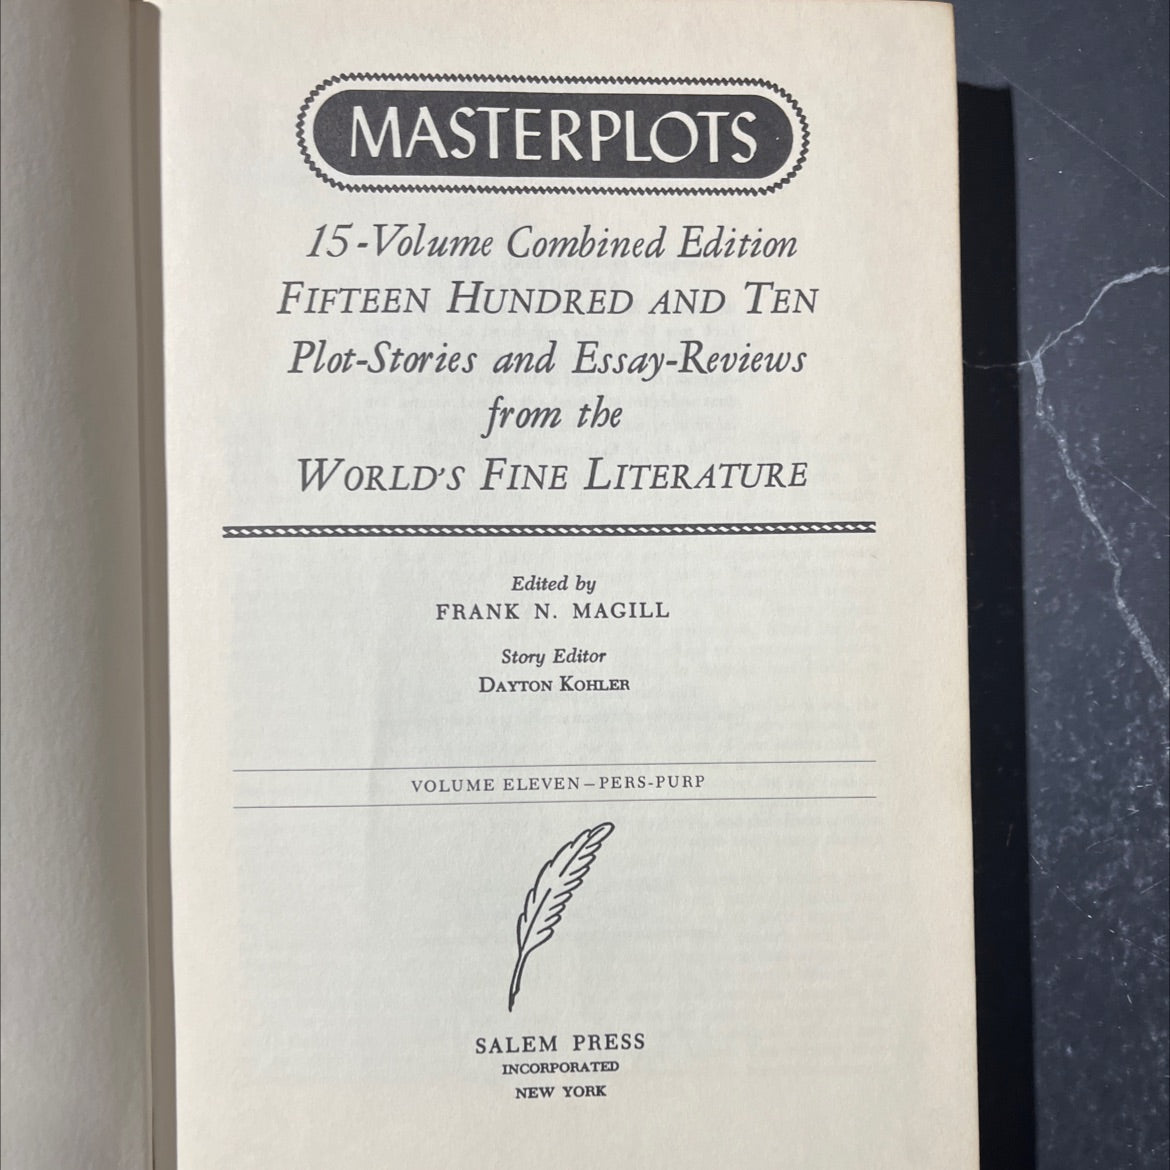 MASTERPLOTS
15-Volume Combined Edition
FIFTEEN HUNDRED AND TEN
Plot-Stories and Essay-Reviews
from the
WORLD'S FINE LITERATURE
Edited by
FRANK N. MAGILL
Story Editor
DAYTON KOHLER
VOLUME ELEVEN—PERS-PURP
SALEM PRESS
INCORPORATED
NEW YORK